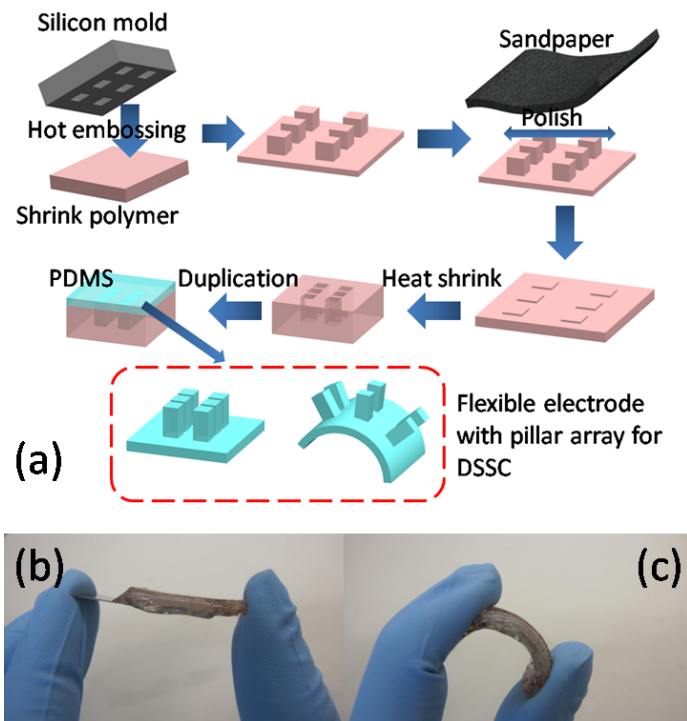 Silicon mold
Sandpaper
Hot embossing
Polish
Shrink polymer
PDMS
Duplication
Heat shrink
Flexible electrode
with pillar array for
DSSC
(a)
(b)
(c)